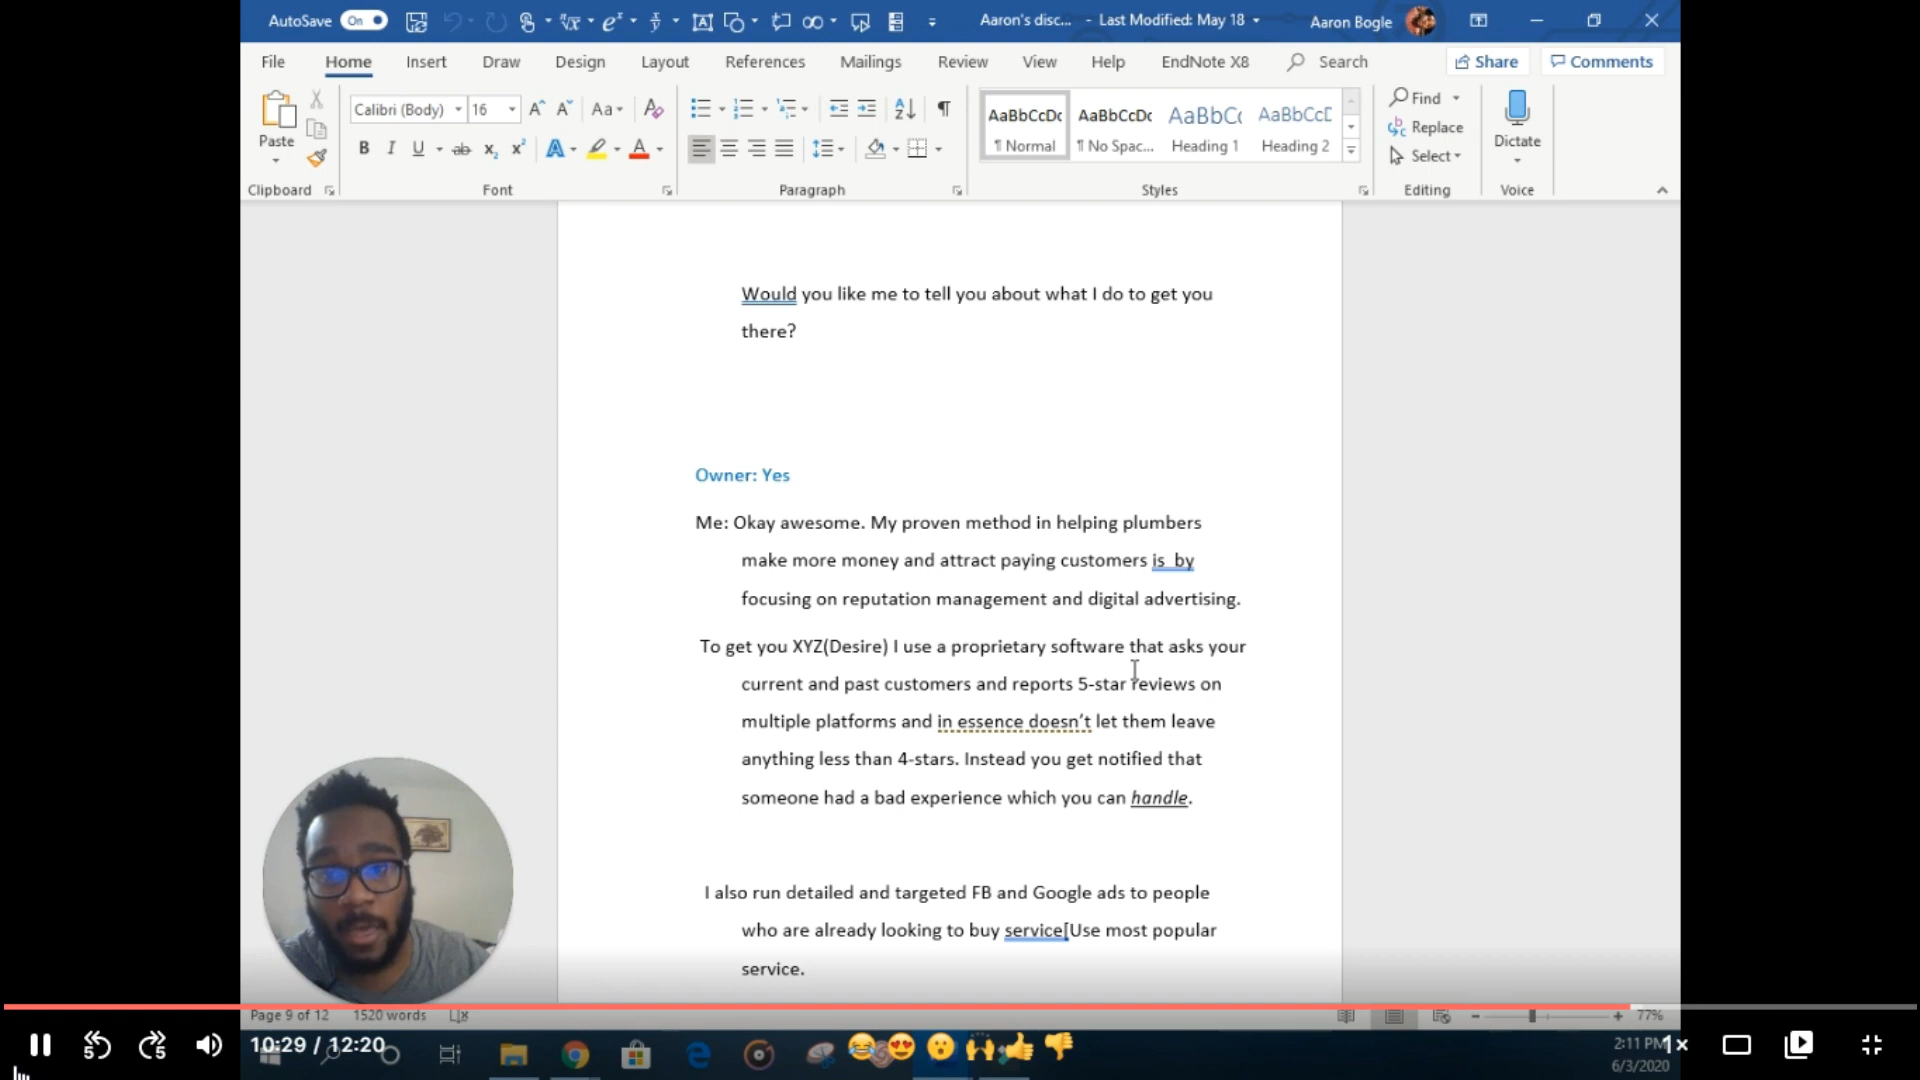 AutoSave On Aaron's disc... - Last Modified: May 18 Aaron Bogle
File Home Insert Draw Design Layout References Mailings Review View Help EndNote X8 Search Share Comments
Paste
Clipboard
Calibri (Body) 16
Font
Paragraph
AaBbCcDc AaBbCcDc AaBbC AaBbCcD
¶ Normal ¶ No Spac... Heading 1 Heading 2
Styles
Find
Replace
Select
Editing
Dictate
Voice
Would you like me to tell you about what I do to get you
there?
Owner: Yes
Me: Okay awesome. My proven method in helping plumbers
make more money and attract paying customers is by
focusing on reputation management and digital advertising.
To get you XYZ(Desire) I use a proprietary software that asks your
current and past customers and reports 5-star reviews on
multiple platforms and in essence doesn't let them leave
anything less than 4-stars. Instead you get notified that
someone had a bad experience which you can handle.
I also run detailed and targeted FB and Google ads to people
who are already looking to buy service[Use most popular
service.
Page 9 of 12 1520 words 77%
5 5 10:29 / 12:20 2:11 PM 1×
6/3/2020